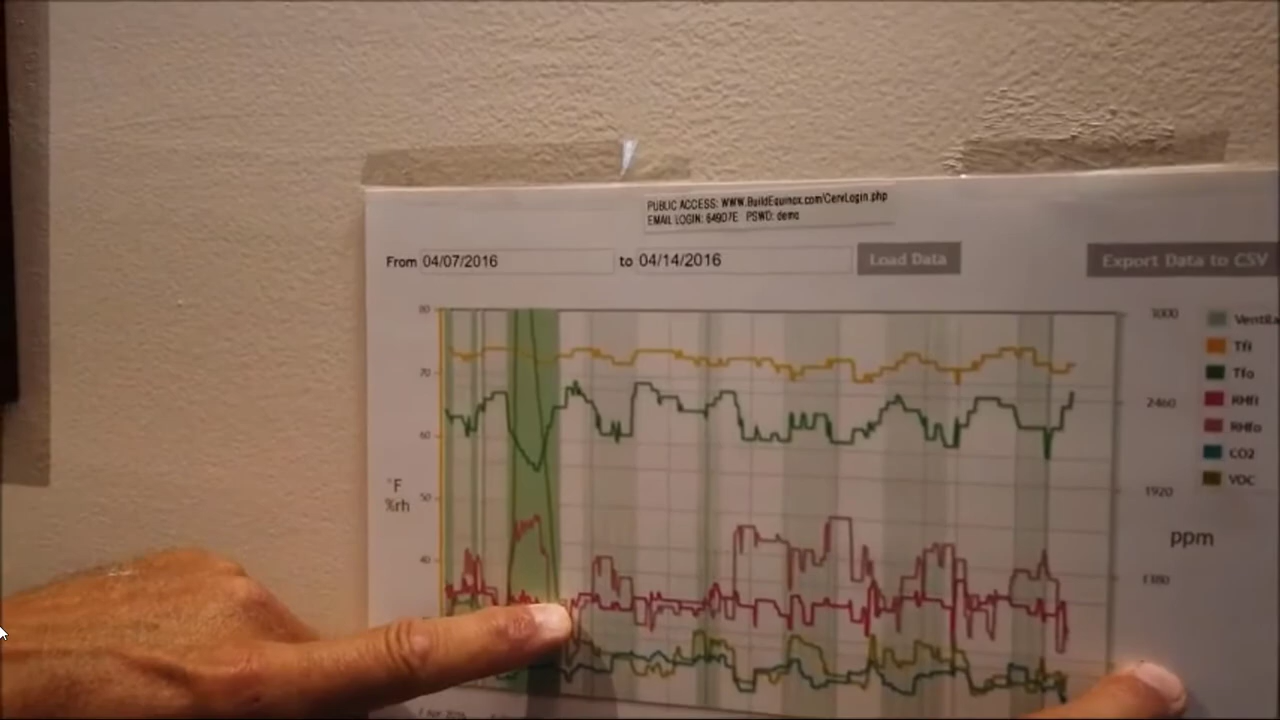 PUBLIC ACCESS: WWW.BuildEquinox.com/CervLogin.php
EMAIL LOGIN: 64907E PSWD: demo
From 04/07/2016 to 04/14/2016 Load Data Export Data to CSV
80
70
60
50
40
°F
%rh
3000
2460
1920
1380
ppm
Ventila
Tfi
Tfo
RHfi
RHfo
CO2
VOC